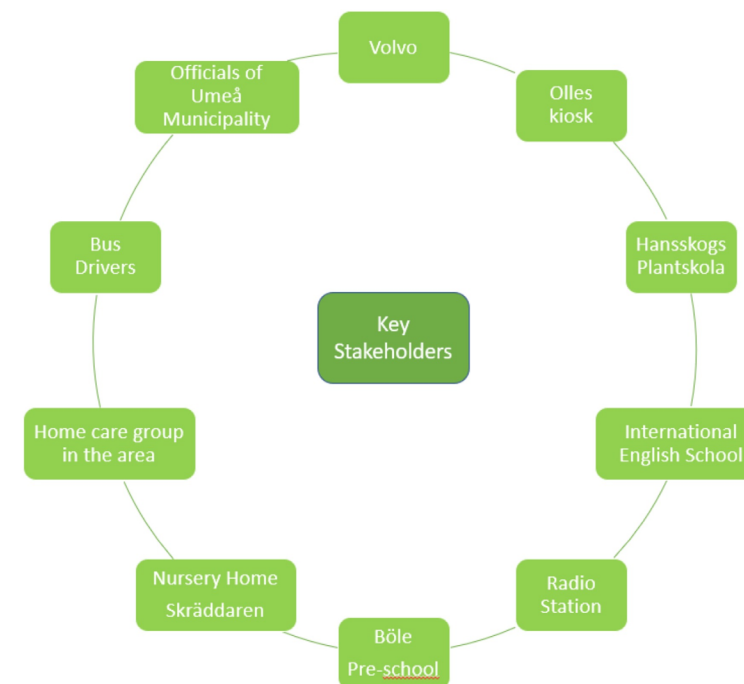 Volvo
Olles
kiosk
Hansskogs
Plantskola
International
English School
Radio
Station
Böle
Pre-school
Nursery Home
Skräddaren
Home care group
in the area
Bus
Drivers
Officials of
Umeå
Municipality
Key
Stakeholders